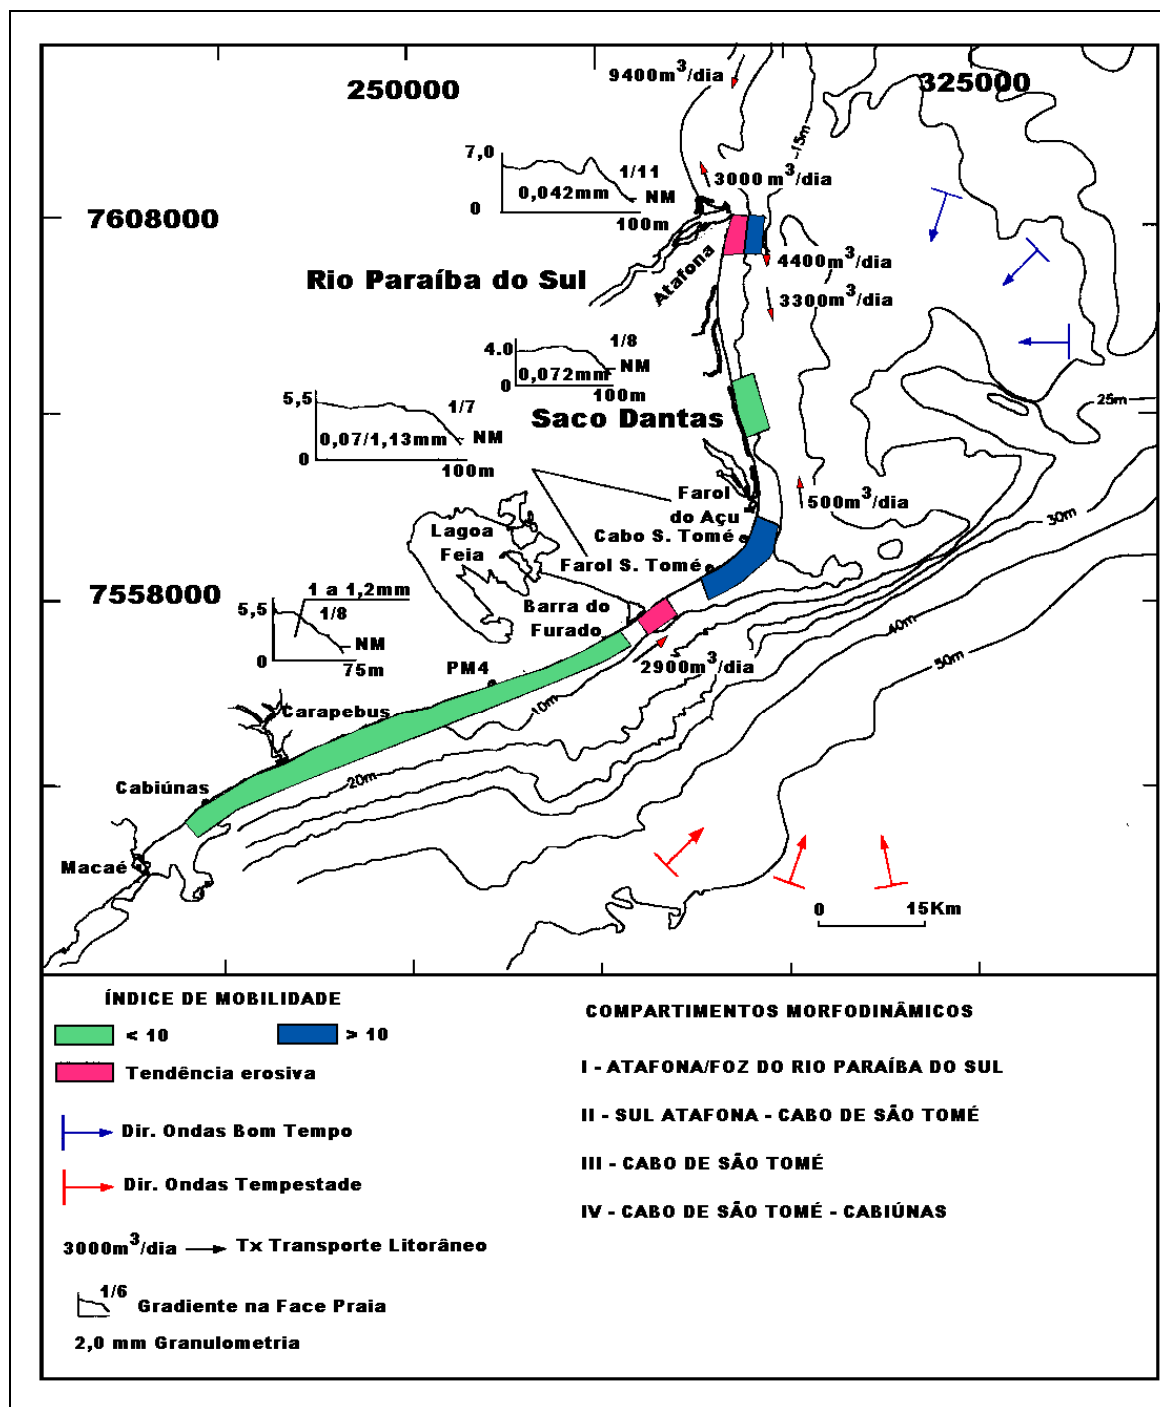 9400m³/dia
250000
325000
15m
7,0
1/11
3000 m³/dia
0,042mm
NM
0
100m
7608000
4400m³/dia
Atafona
Rio Paraíba do Sul
3300m³/dia
4.0
1/8
NM
0,072mm
0
100m
5,5
1/7
25m
Saco Dantas
0,07/1,13mm
NM
0
100m
Farol
do Açu
500m³/dia
30m
Lagoa
Feia
Cabo S. Tomé
Farol S. Tomé
1 a 1,2mm
7558000
5,5
1/8
Barra do
Furado
40m
NM
0
75m
PM4
2900m³/dia
50m
10m
Carapebus
20m
Cabiúnas
Macaé
0
15Km
ÍNDICE DE MOBILIDADE
< 10
> 10
Tendência erosiva
Dir. Ondas Bom Tempo
Dir. Ondas Tempestade
3000m³/dia
Tx Transporte Litorâneo
1/6
Gradiente na Face Praia
2,0 mm Granulometria
COMPARTIMENTOS MORFODINÂMICOS
I - ATAFONA/FOZ DO RIO PARAÍBA DO SUL
II - SUL ATAFONA - CABO DE SÃO TOMÉ
III - CABO DE SÃO TOMÉ
IV - CABO DE SÃO TOMÉ - CABIÚNAS